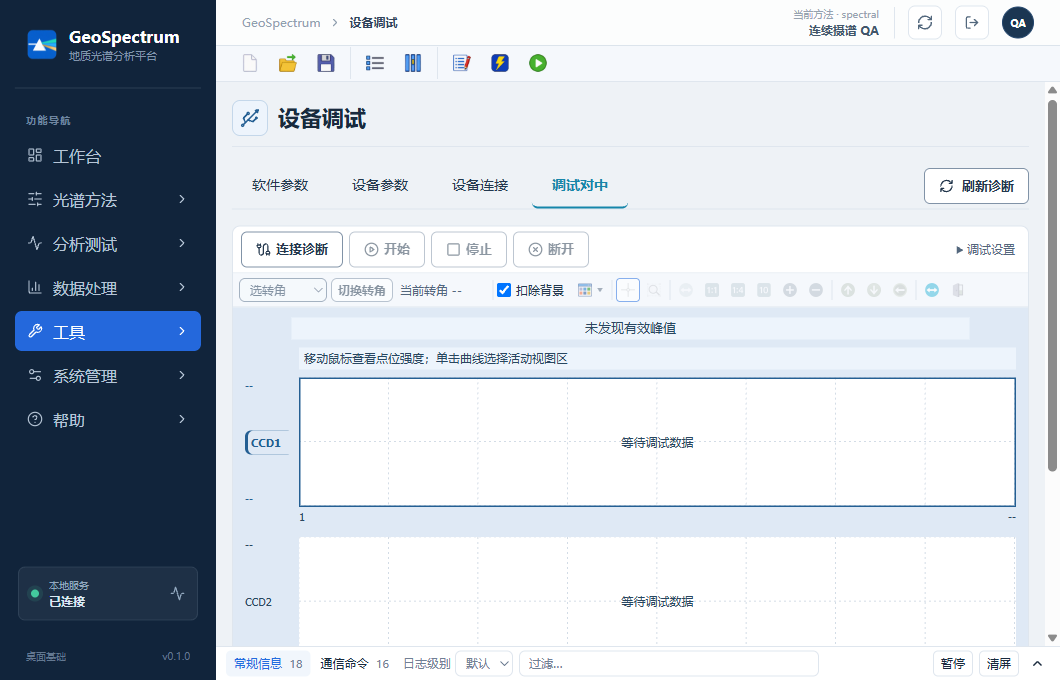 GeoSpectrum
地质光谱分析平台
功能导航
工作台
光谱方法
分析测试
数据处理
工具
系统管理
帮助
本地服务
已连接
桌面基础 v0.1.0
GeoSpectrum > 设备调试
当前方法 · spectral
连续摄谱 QA
QA
设备调试
软件参数 设备参数 设备连接 调试对中
刷新诊断
连接诊断 开始 停止 断开 调试设置
选转角 切换转角 当前转角 -- 扣除背景
未发现有效峰值
移动鼠标查看点位强度；单击曲线选择活动视图区
--
CCD1
等待调试数据
--
1 --
--
CCD2
等待调试数据
常规信息 18 通信命令 16 日志级别 默认 过滤... 暂停 清屏